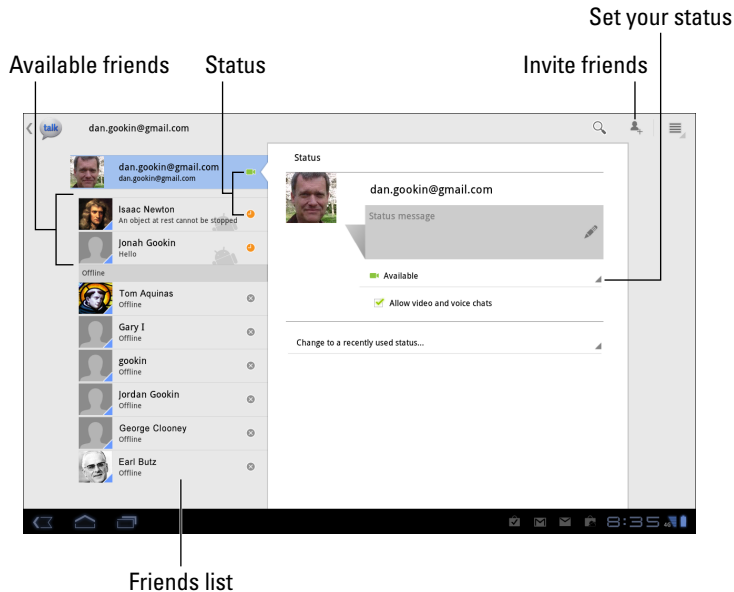 Set your status
Available friends
Status
Invite friends
talk
dan.gookin@gmail.com
dan.gookin@gmail.com
dan.gookin@gmail.com
Isaac Newton
An object at rest cannot be stopped
Jonah Gookin
Hello
Offline
Tom Aquinas
Offline
Gary I
Offline
gookin
Offline
Jordan Gookin
Offline
George Clooney
Offline
Earl Butz
Offline
Status
dan.gookin@gmail.com
Status message
Available
Allow video and voice chats
Change to a recently used status...
8:35
4G
Friends list